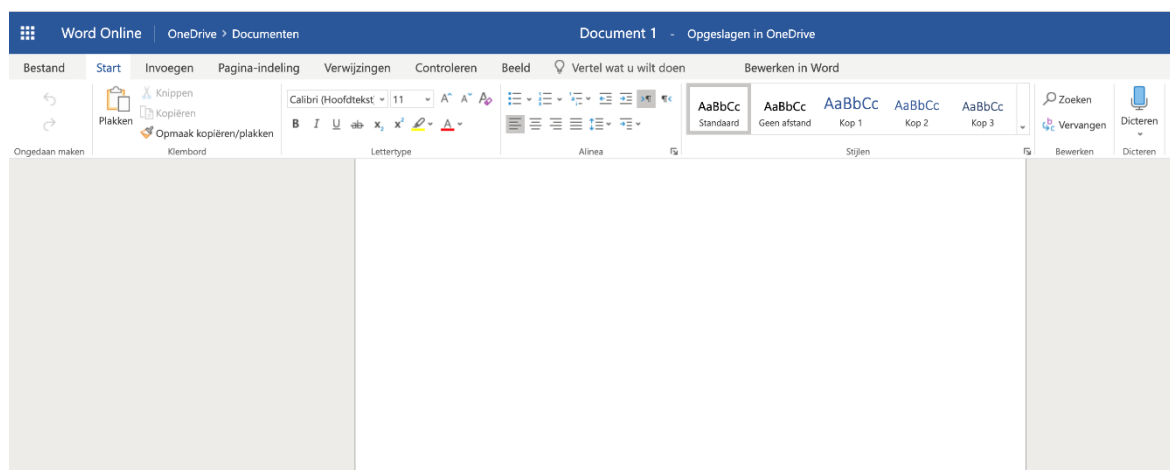 Word Online | OneDrive > Documenten Document 1 - Opgeslagen in OneDrive
Bestand Start Invoegen Pagina-indeling Verwijzingen Controleren Beeld Vertel wat u wilt doen Bewerken in Word
Plakken
Knippen
Kopiëren
Opmaak kopiëren/plakken
Calibri (Hoofdtekst 11 A A A
B I U ab x₂ x² A
AaBbCc AaBbCc AaBbCc AaBbCc AaBbCc
Standaard Geen afstand Kop 1 Kop 2 Kop 3
Zoeken
Vervangen
Dicteren
Ongedaan maken Klembord Lettertype Alinea Stijlen Bewerken Dicteren